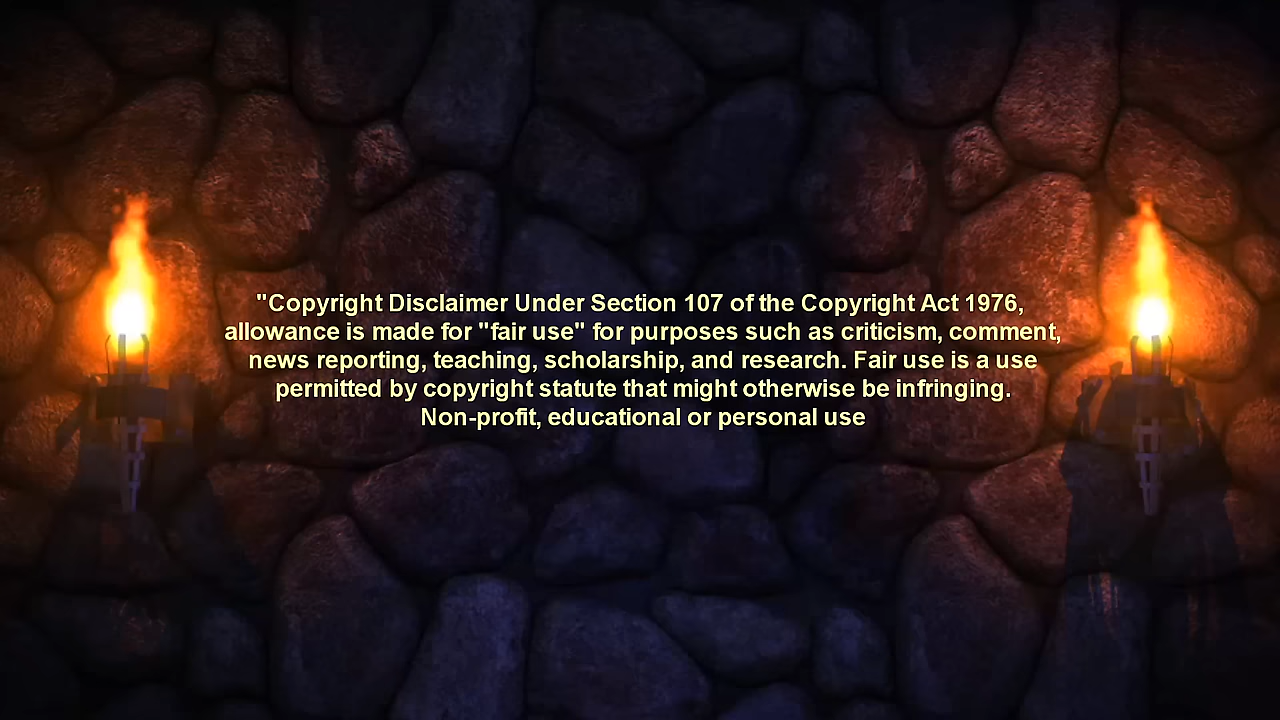 "Copyright Disclaimer Under Section 107 of the Copyright Act 1976,
allowance is made for "fair use" for purposes such as criticism, comment,
news reporting, teaching, scholarship, and research. Fair use is a use
permitted by copyright statute that might otherwise be infringing.
Non-profit, educational or personal use